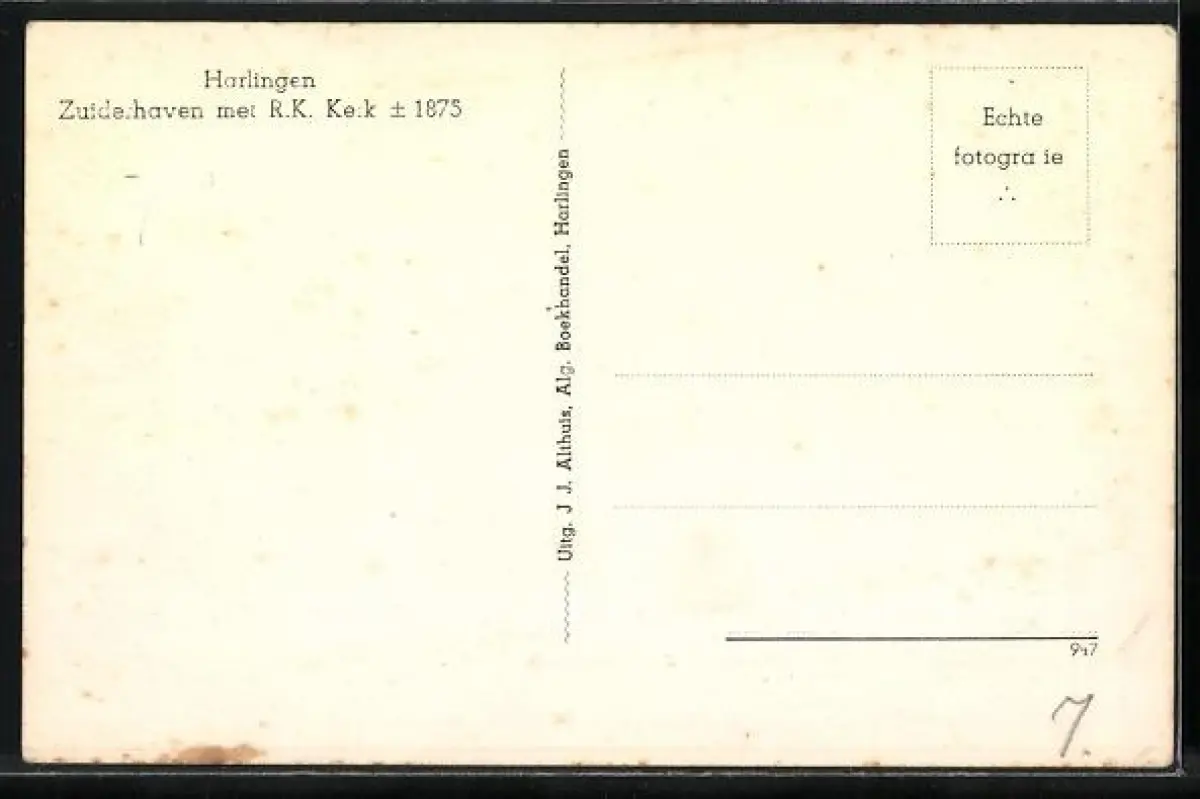 Harlingen
Zuiderhaven met R.K. Kerk ± 1875
Uitg. J J. Althuis, Alg. Boekhandel, Harlingen
Echte
fotografie
947
7.